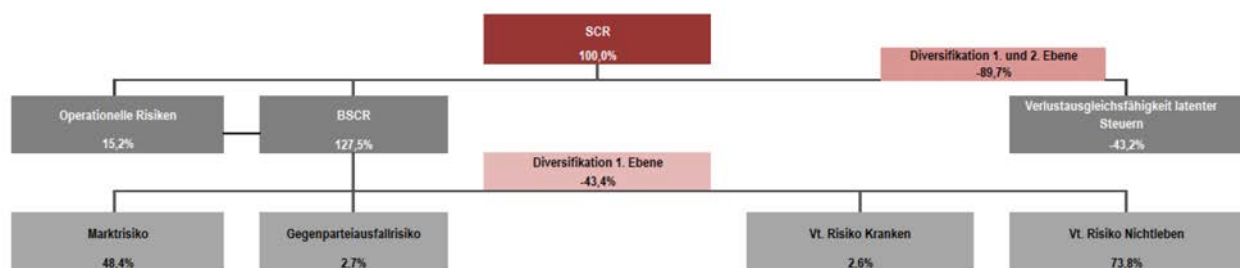 SCR
100,0%
Diversifikation 1. und 2. Ebene
-89,7%
Operationelle Risiken
15,2%
BSCR
127,5%
Verlustausgleichsfähigkeit latenter
Steuern
-43,2%
Diversifikation 1. Ebene
-43,4%
Marktrisiko
48,4%
Gegenparteiausfallrisiko
2,7%
Vt. Risiko Kranken
2,6%
Vt. Risiko Nichtleben
73,8%